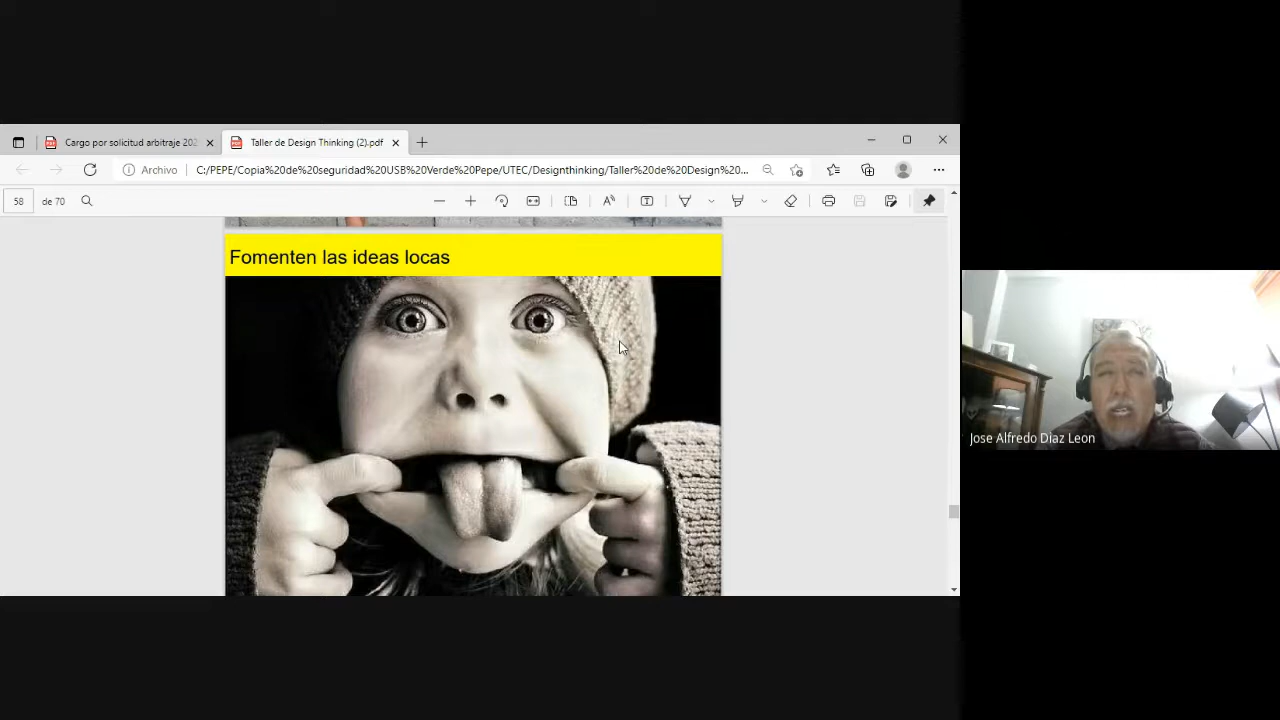 Cargo por solicitud arbitraje 202
Taller de Design Thinking (2).pdf
Archivo
C:/PEPE/Copia%20de%20seguridad%20USB%20Verde%20Pepe/UTEC/Designthinking/Taller%20de%20Design%20...
58 de 70
Fomenten las ideas locas
Jose Alfredo Diaz Leon